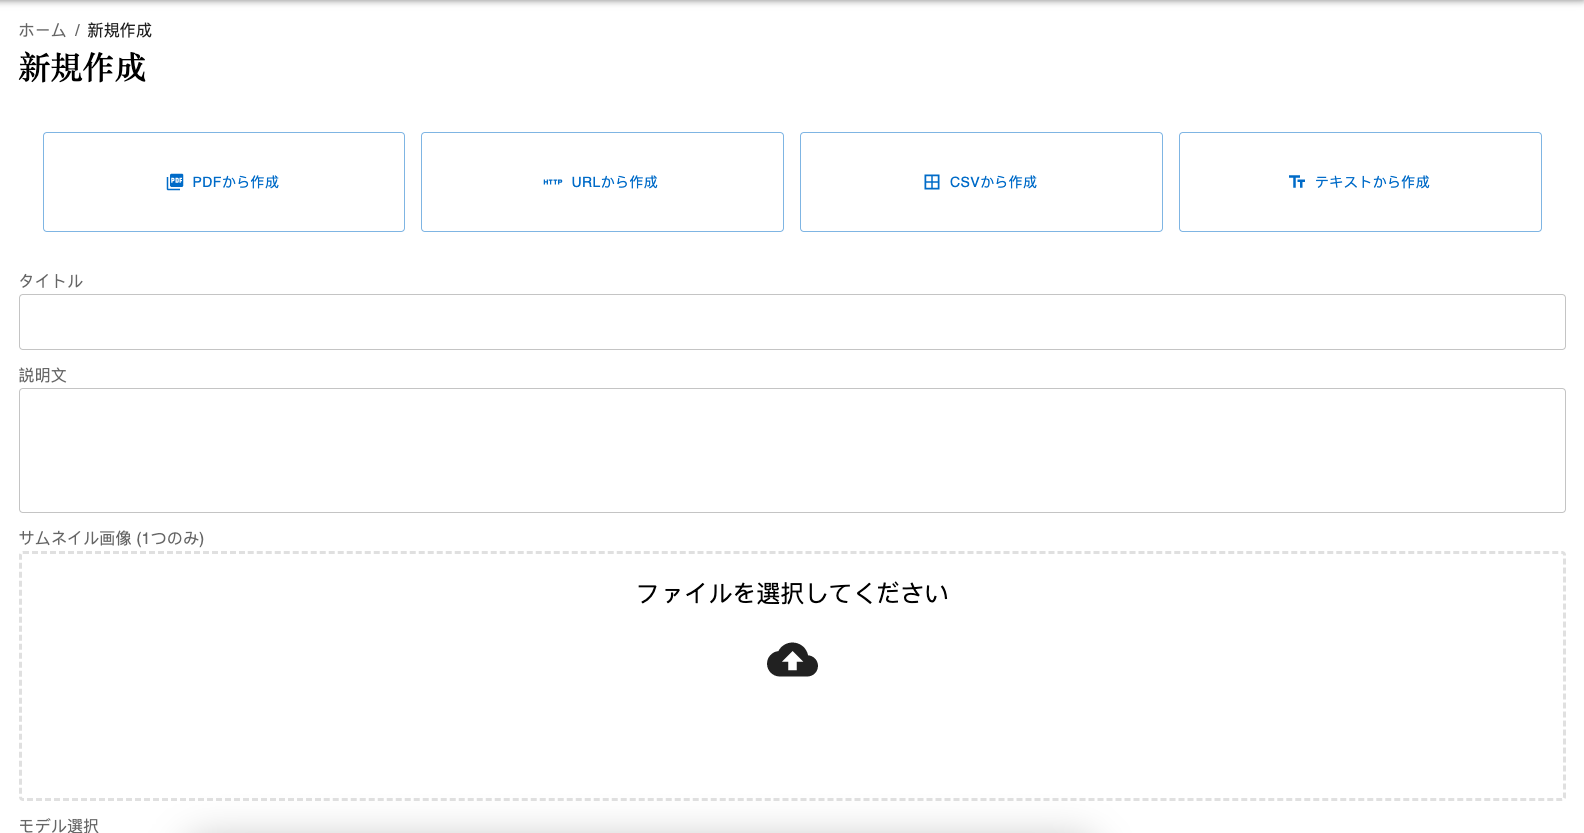 ホーム / 新規作成
新規作成
PDF PDFから作成
HTTP URLから作成
CSVから作成
Tт テキストから作成
タイトル
説明文
サムネイル画像 (1つのみ)
ファイルを選択してください
モデル選択